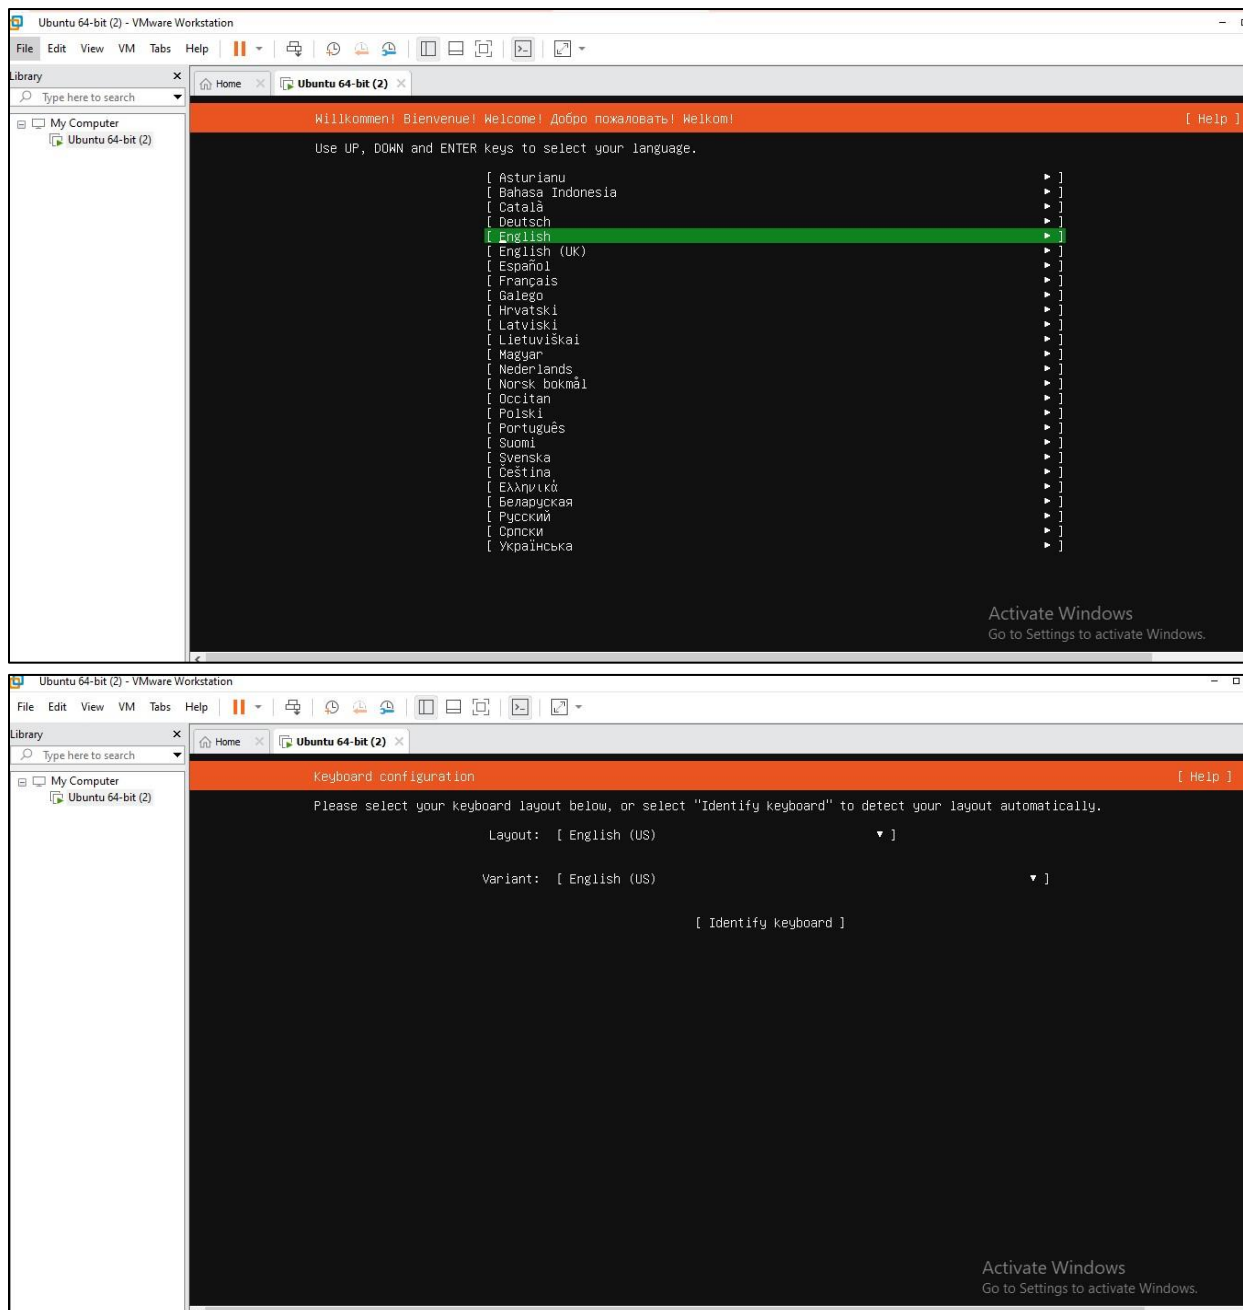 Ubuntu 64-bit (2) - VMware Workstation
File Edit View VM Tabs Help
Library
Type here to search
Home
Ubuntu 64-bit (2)
My Computer
Ubuntu 64-bit (2)
Willkommen! Bienvenue! Welcome! Добро пожаловать! Welkom! [ Help ]
Use UP, DOWN and ENTER keys to select your language.
[ Asturianu ► ]
[ Bahasa Indonesia ► ]
[ Català ► ]
[ Deutsch ► ]
[ English ► ]
[ English (UK) ► ]
[ Español ► ]
[ Français ► ]
[ Galego ► ]
[ Hrvatski ► ]
[ Latviski ► ]
[ Lietuviškai ► ]
[ Magyar ► ]
[ Nederlands ► ]
[ Norsk bokmål ► ]
[ Occitan ► ]
[ Polski ► ]
[ Português ► ]
[ Suomi ► ]
[ Svenska ► ]
[ Čeština ► ]
[ Ελληνικά ► ]
[ Беларуская ► ]
[ Русский ► ]
[ Српски ► ]
[ Українська ► ]
Activate Windows
Go to Settings to activate Windows.
Ubuntu 64-bit (2) - VMware Workstation
File Edit View VM Tabs Help
Library
Type here to search
Home
Ubuntu 64-bit (2)
My Computer
Ubuntu 64-bit (2)
Keyboard configuration [ Help ]
Please select your keyboard layout below, or select "Identify keyboard" to detect your layout automatically.
Layout: [ English (US) ▼ ]
Variant: [ English (US) ▼ ]
[ Identify keyboard ]
Activate Windows
Go to Settings to activate Windows.